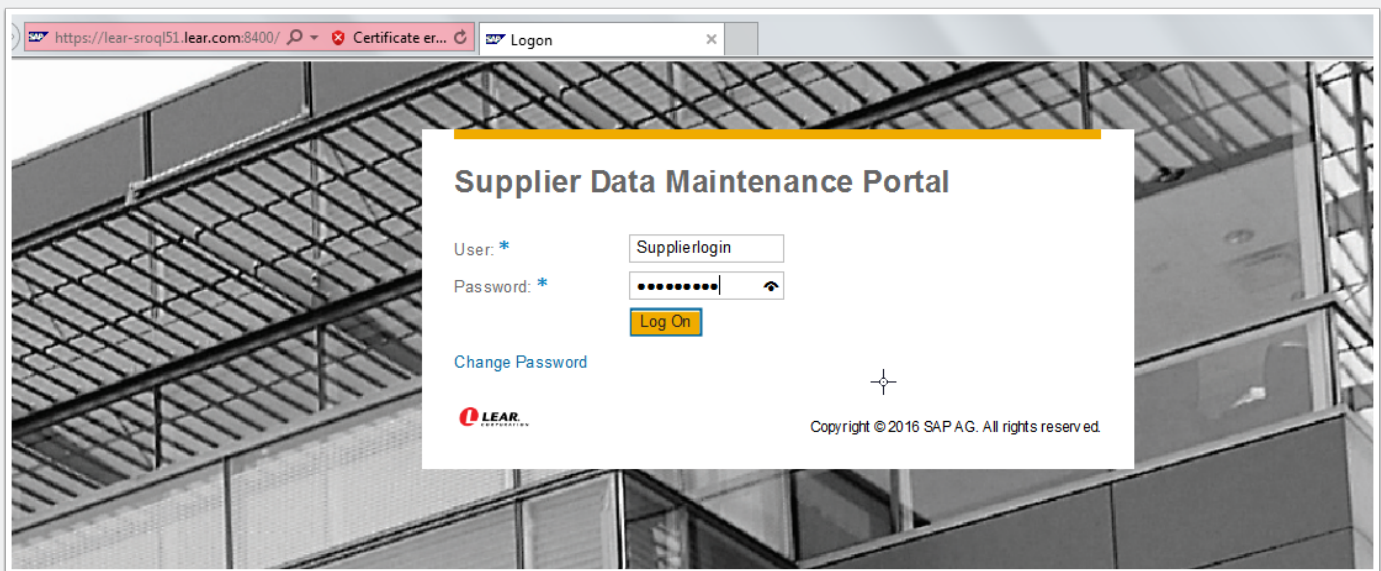 https://lear-sroql51.lear.com:8400/ Certificate er... Logon
Supplier Data Maintenance Portal
User: *
Supplierlogin
Password: *
•••••••••
Log On
Change Password
LEAR.
CORPORATION
Copyright © 2016 SAP AG. All rights reserved.